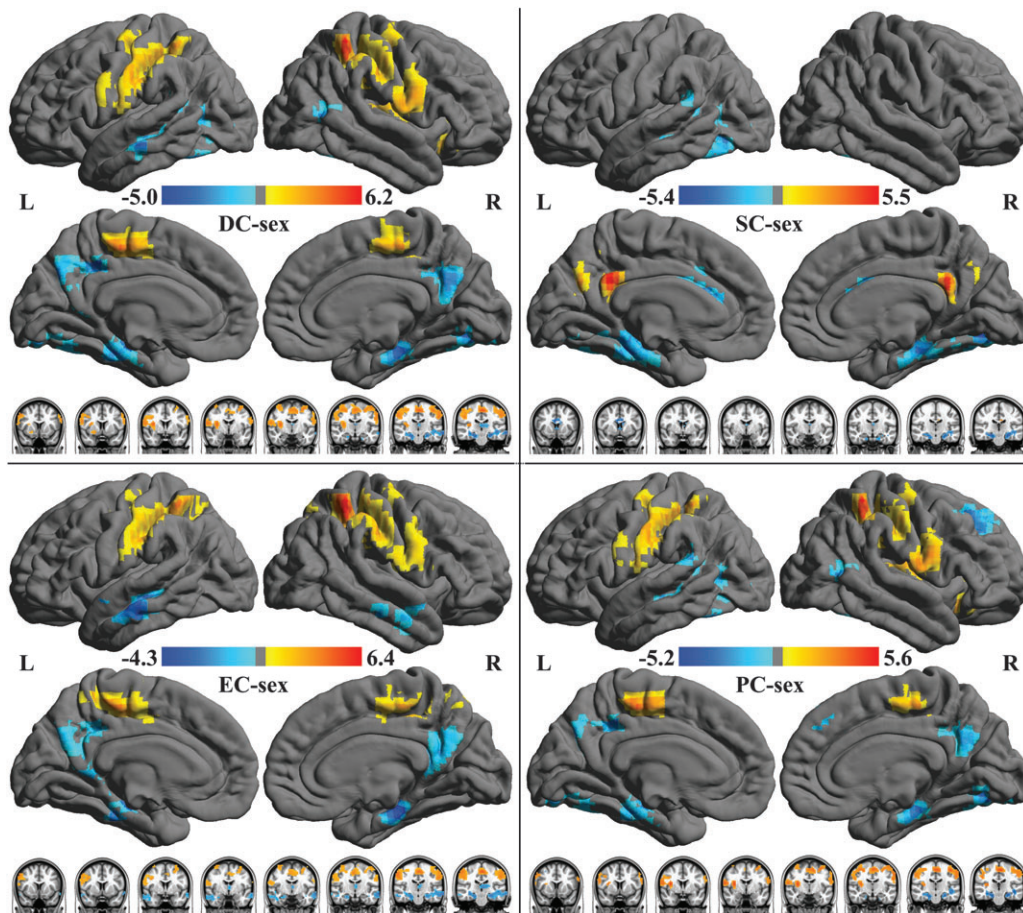 L -5.0 6.2 R
DC-sex
L -5.4 5.5 R
SC-sex
L -4.3 6.4 R
EC-sex
L -5.2 5.6 R
PC-sex